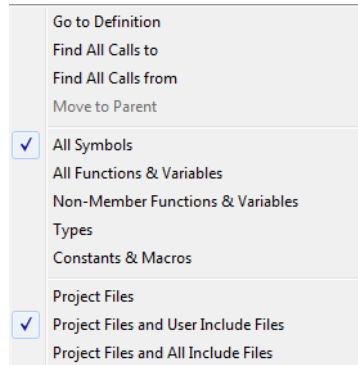 Go to Definition
Find All Calls to
Find All Calls from
Move to Parent
All Symbols
All Functions & Variables
Non-Member Functions & Variables
Types
Constants & Macros
Project Files
Project Files and User Include Files
Project Files and All Include Files